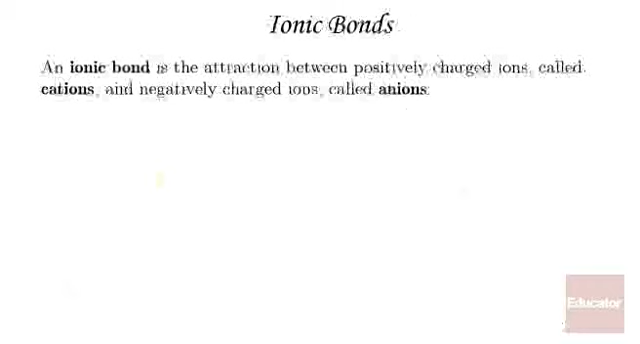 Ionic Bonds
An ionic bond is the attraction between positively charged ions, called
cations, and negatively charged ions, called anions.
Educator